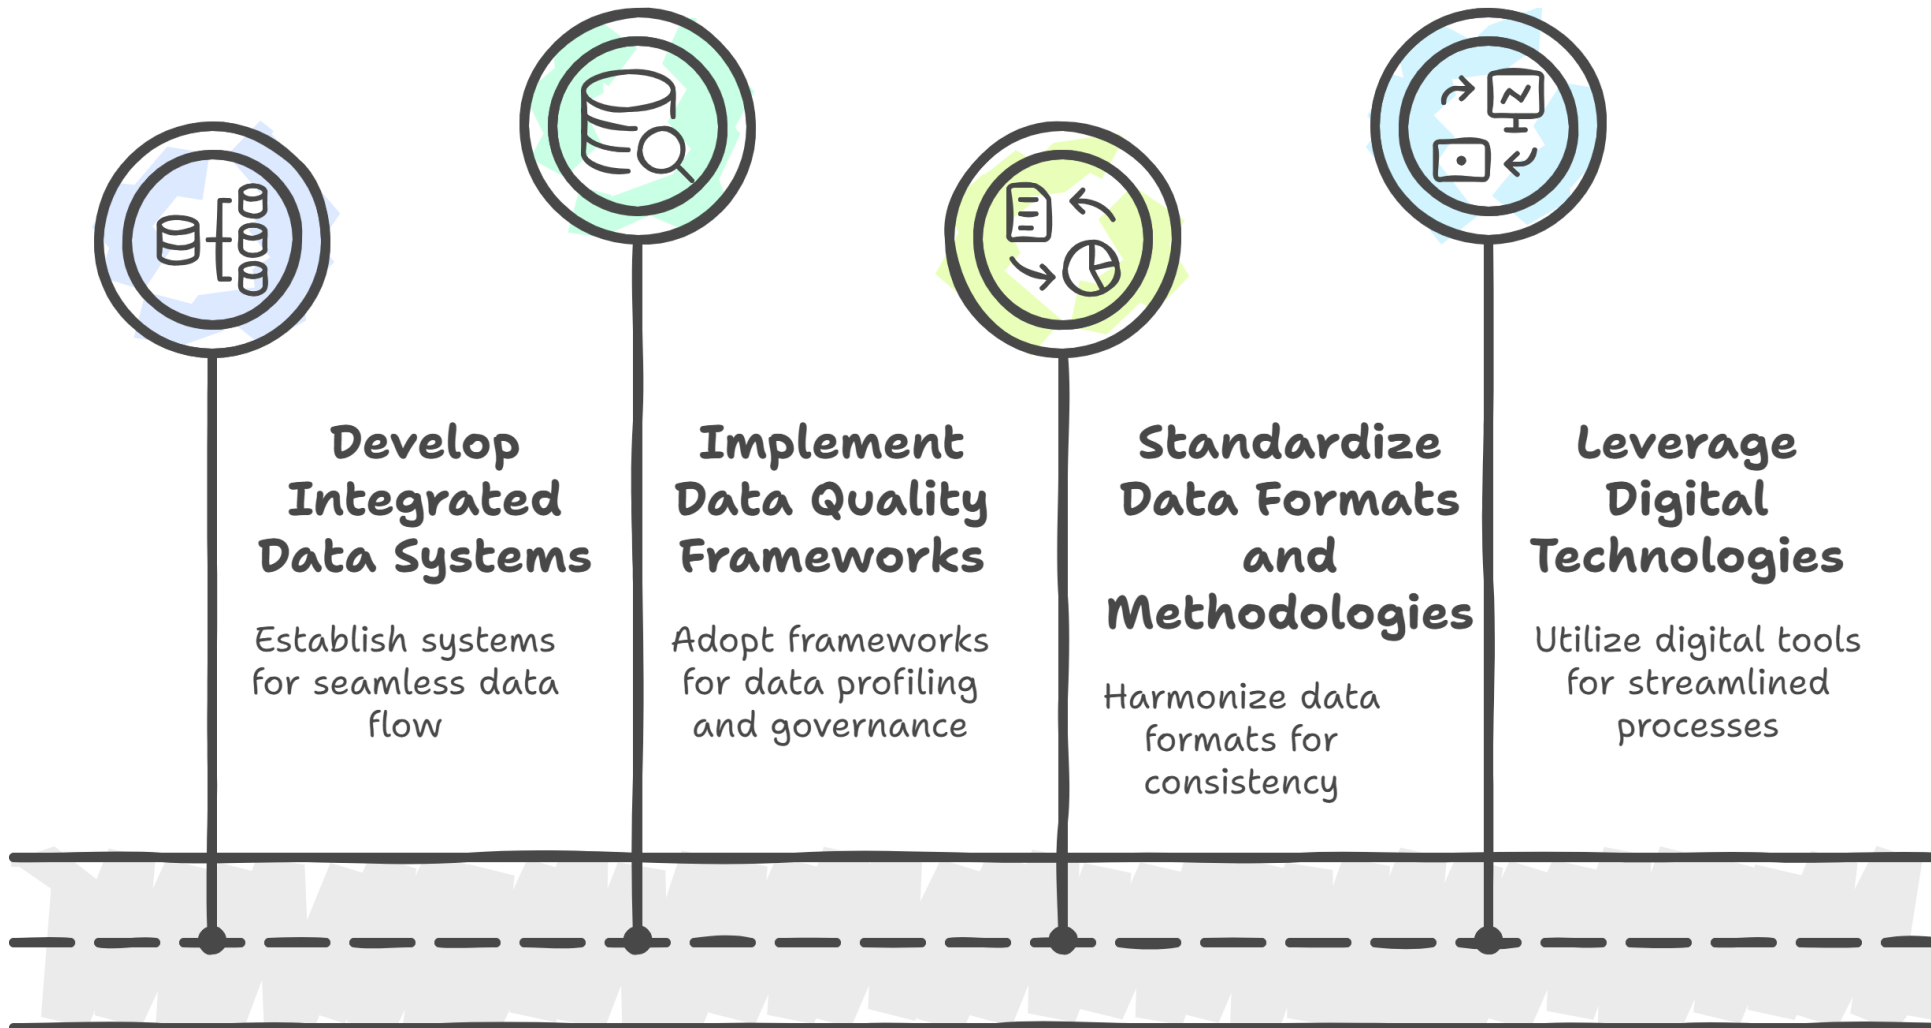 Develop
Integrated
Data Systems
Establish systems
for seamless data
flow
Implement
Data Quality
Frameworks
Adopt frameworks
for data profiling
and governance
Standardize
Data Formats
and
Methodologies
Harmonize data
formats for
consistency
Leverage
Digital
Technologies
Utilize digital tools
for streamlined
processes